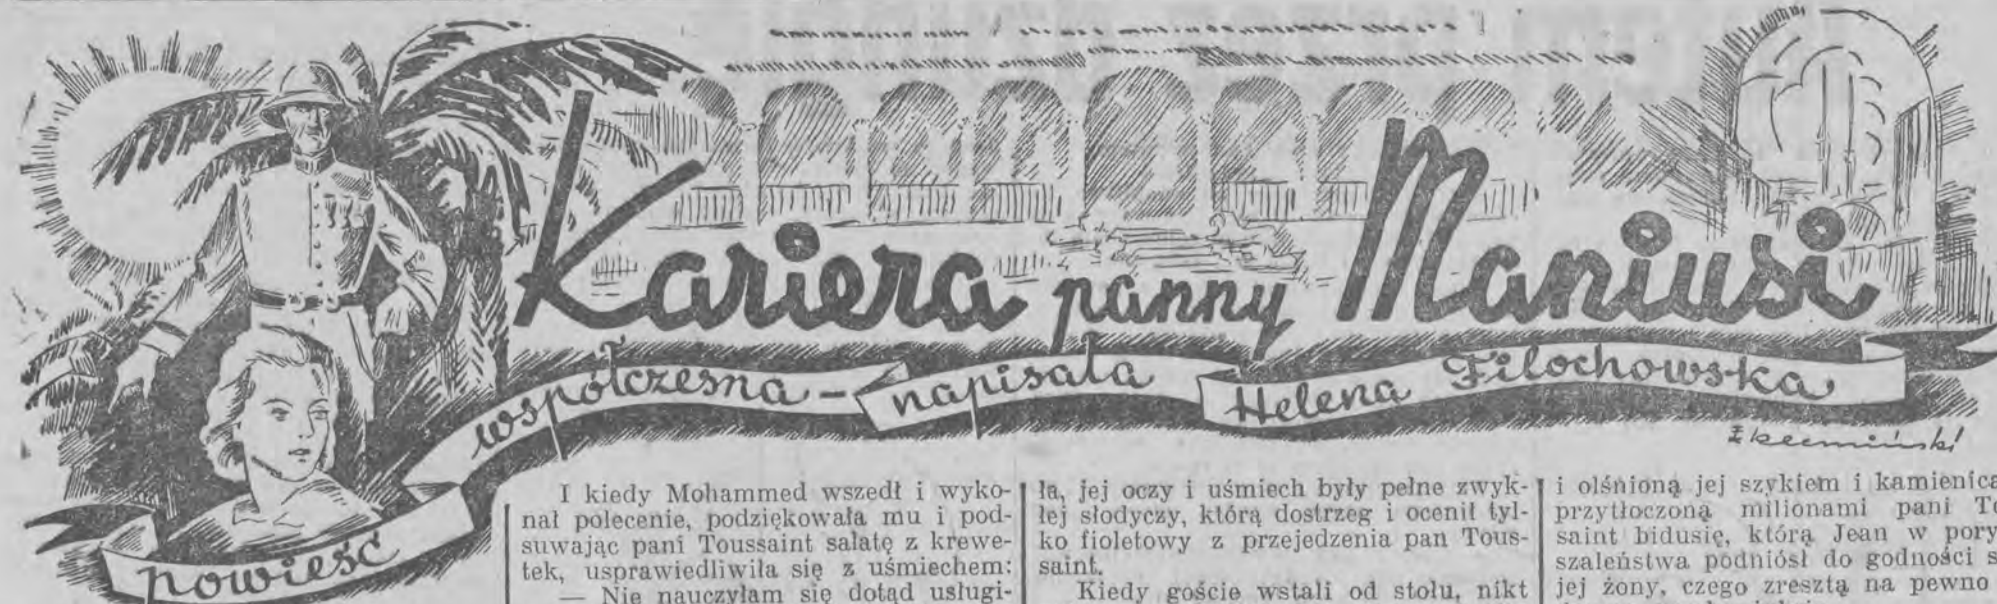 Kariera panny Maniusi
powieść współczesna - napisała Helena Filochowska
I kiedy Mohammed wszedł i wyko-
nał polecenie, podziękowała mu i pod-
suwając pani Toussaint sałatę z krewe-
tek, usprawiedliwiła się z uśmiechem:
— Nie nauczyłam się dotąd usługi-
ła, jej oczy i uśmiech były pełne zwyk-
łej słodyczy, którą dostrzeg i ocenił tyl-
ko fioletowy z przejedzenia pan Tous-
saint.
Kiedy goście wstali od stołu, nikt
i olśnioną jej szykiem i kamienica
przytłoczoną milionami pani To
saint bidusię, którą Jean w pory
szaleństwa podniósł do godności s
jej żony, czego zresztą na pewno